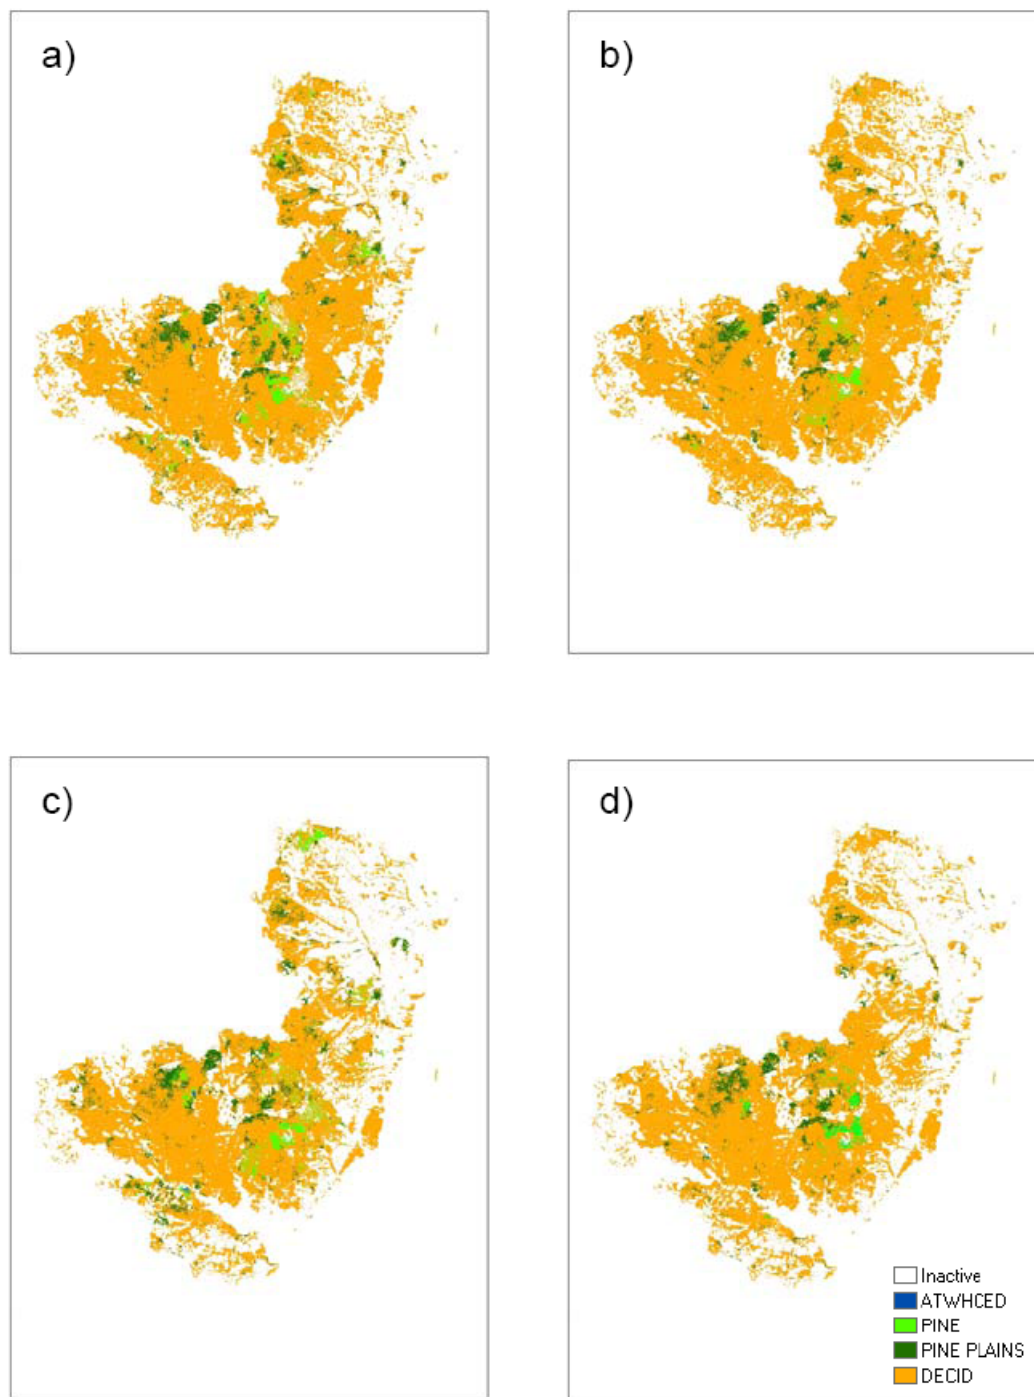 a)
b)
c)
d)
Inactive
ATWHCED
PINE
PINE PLAINS
DECID